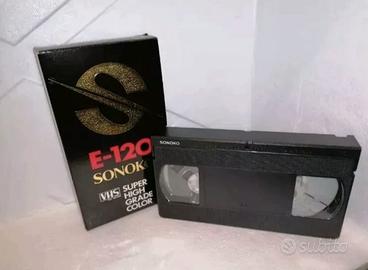 S
E-120
SONOKO
VHS SUPER
HIGH
GRADE
COLOR
SONOKO
subito